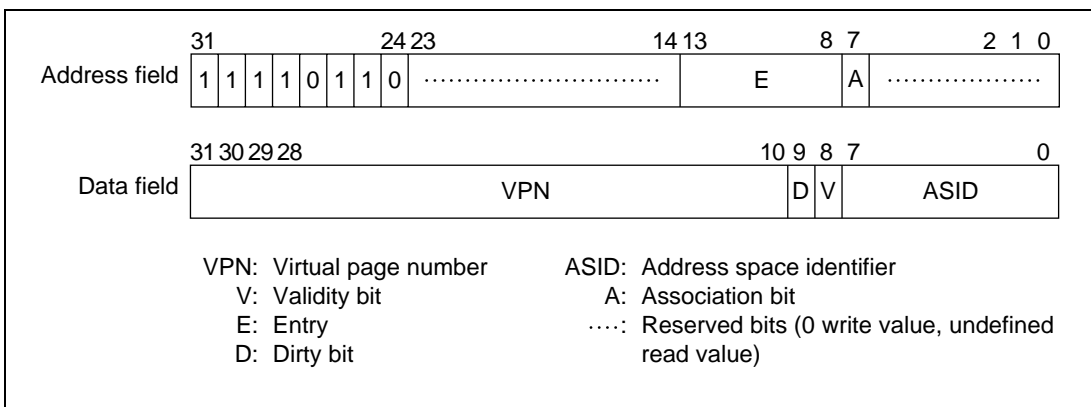 31 24 23 14 13 8 7 2 1 0
Address field 1 1 1 1 0 1 1 0 ............................ E A ..................
31 30 29 28 10 9 8 7 0
Data field VPN D V ASID
VPN: Virtual page number ASID: Address space identifier
V: Validity bit A: Association bit
E: Entry ····: Reserved bits (0 write value, undefined
D: Dirty bit read value)